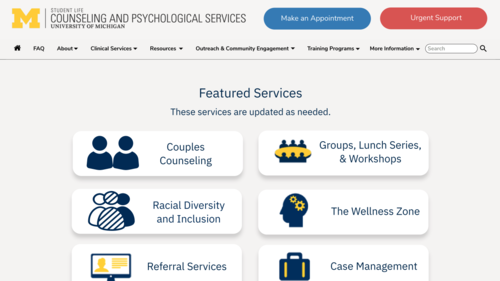 M
STUDENT LIFE
COUNSELING AND PSYCHOLOGICAL SERVICES
UNIVERSITY OF MICHIGAN
Make an Appointment
Urgent Support
FAQ About Clinical Services Resources Outreach & Community Engagement Training Programs More Information Search
Featured Services
These services are updated as needed.
Couples
Counseling
Groups, Lunch Series,
& Workshops
Racial Diversity
and Inclusion
The Wellness Zone
Referral Services
Case Management